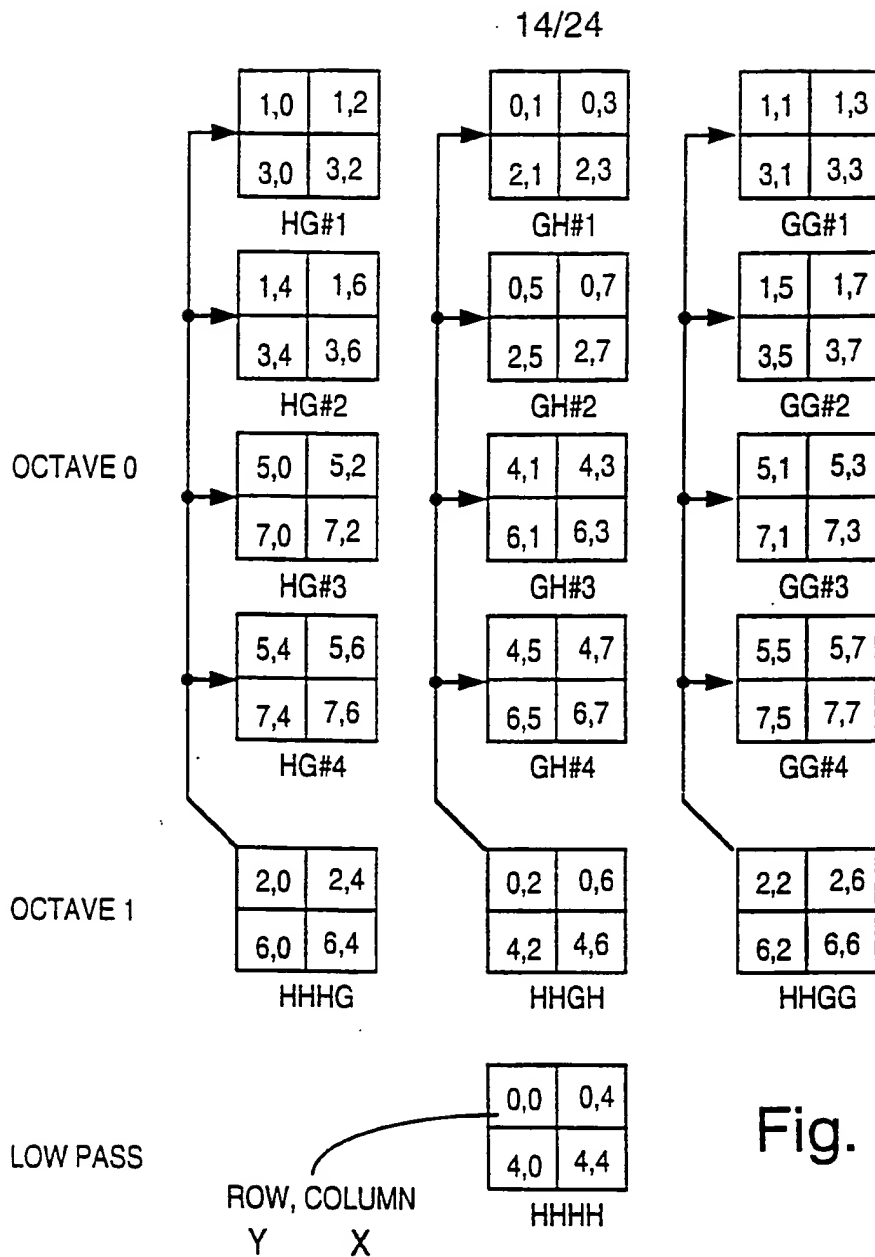 14/24
1,0 1,2 0,1 0,3 1,1 1,3
3,0 3,2 2,1 2,3 3,1 3,3
HG#1 GH#1 GG#1
1,4 1,6 0,5 0,7 1,5 1,7
3,4 3,6 2,5 2,7 3,5 3,7
HG#2 GH#2 GG#2
OCTAVE 0
5,0 5,2 4,1 4,3 5,1 5,3
7,0 7,2 6,1 6,3 7,1 7,3
HG#3 GH#3 GG#3
5,4 5,6 4,5 4,7 5,5 5,7
7,4 7,6 6,5 6,7 7,5 7,7
HG#4 GH#4 GG#4
OCTAVE 1
2,0 2,4 0,2 0,6 2,2 2,6
6,0 6,4 4,2 4,6 6,2 6,6
HHHG HHGH HHGG
LOW PASS
0,0 0,4
4,0 4,4
HHHH
ROW, COLUMN
Y X
Fig.